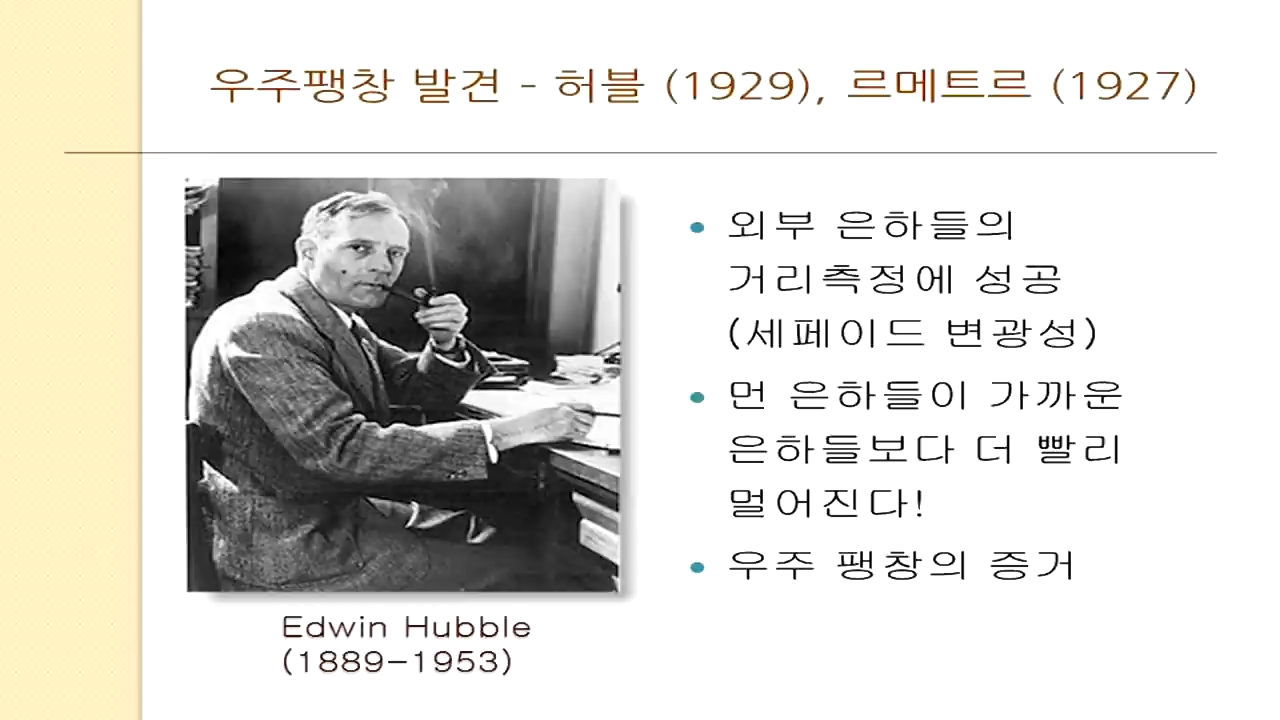 우주팽창 발견 - 허블 (1929), 르메트르 (1927)
• 외부 은하들의
거리측정에 성공
(세페이드 변광성)
• 먼 은하들이 가까운
은하들보다 더 빨리
멀어진다!
• 우주 팽창의 증거
Edwin Hubble
(1889-1953)